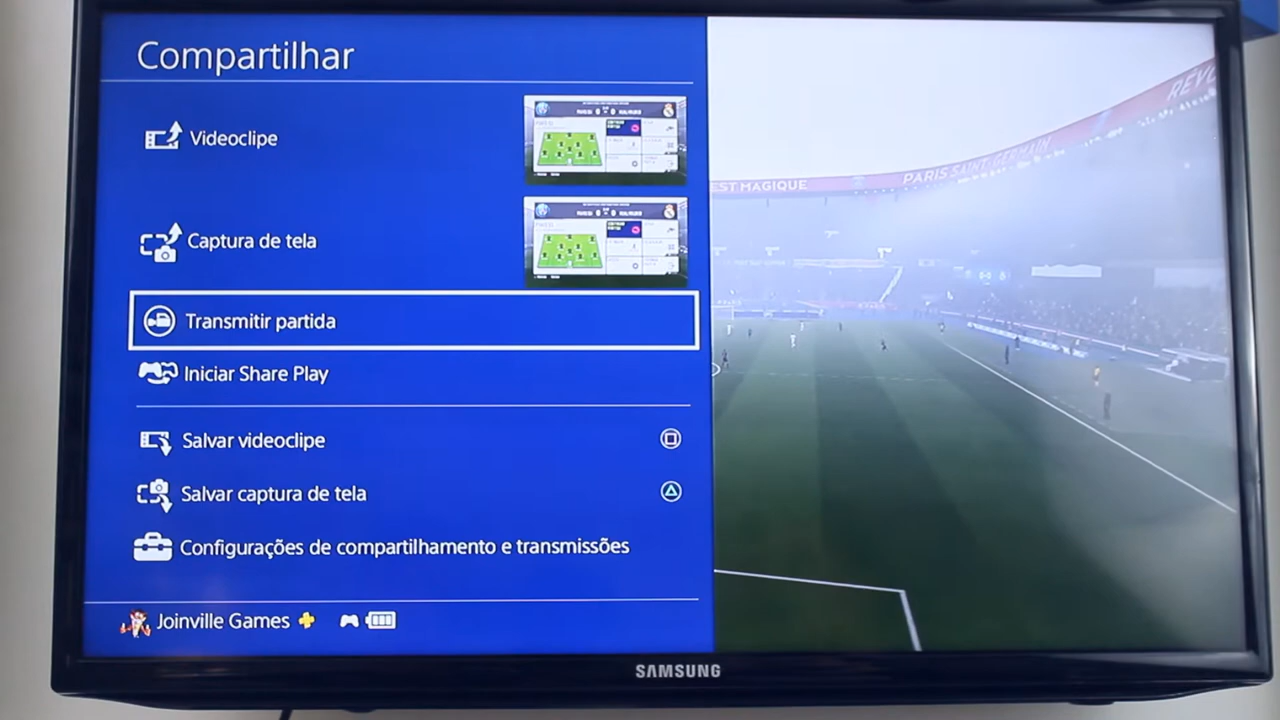 Compartilhar
Videoclipe
Captura de tela
Transmitir partida
Iniciar Share Play
Salvar videoclipe
Salvar captura de tela
Configurações de compartilhamento e transmissões
Joinville Games
EST MAGIQUE
PARIS SAINT-GERMAIN
SAMSUNG